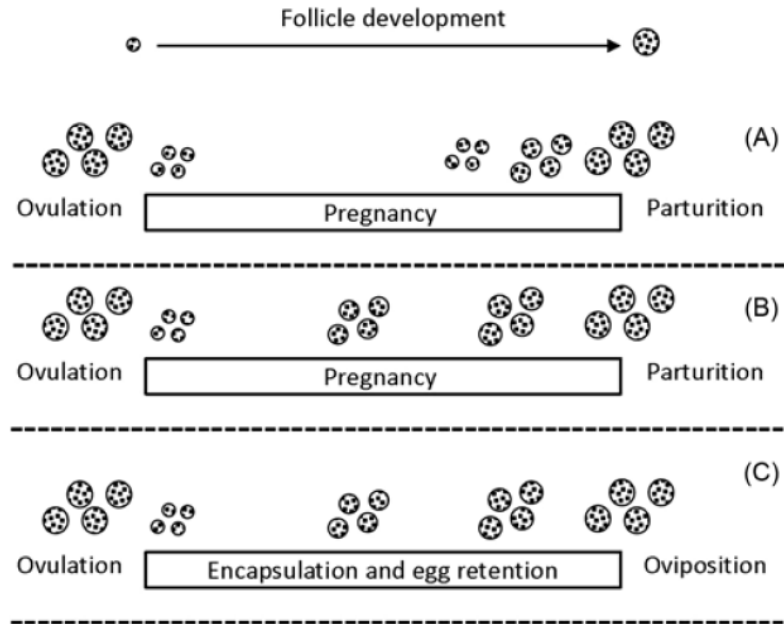 Follicle development
(A)
Ovulation Pregnancy Parturition
(B)
Ovulation Pregnancy Parturition
(C)
Ovulation Encapsulation and egg retention Oviposition